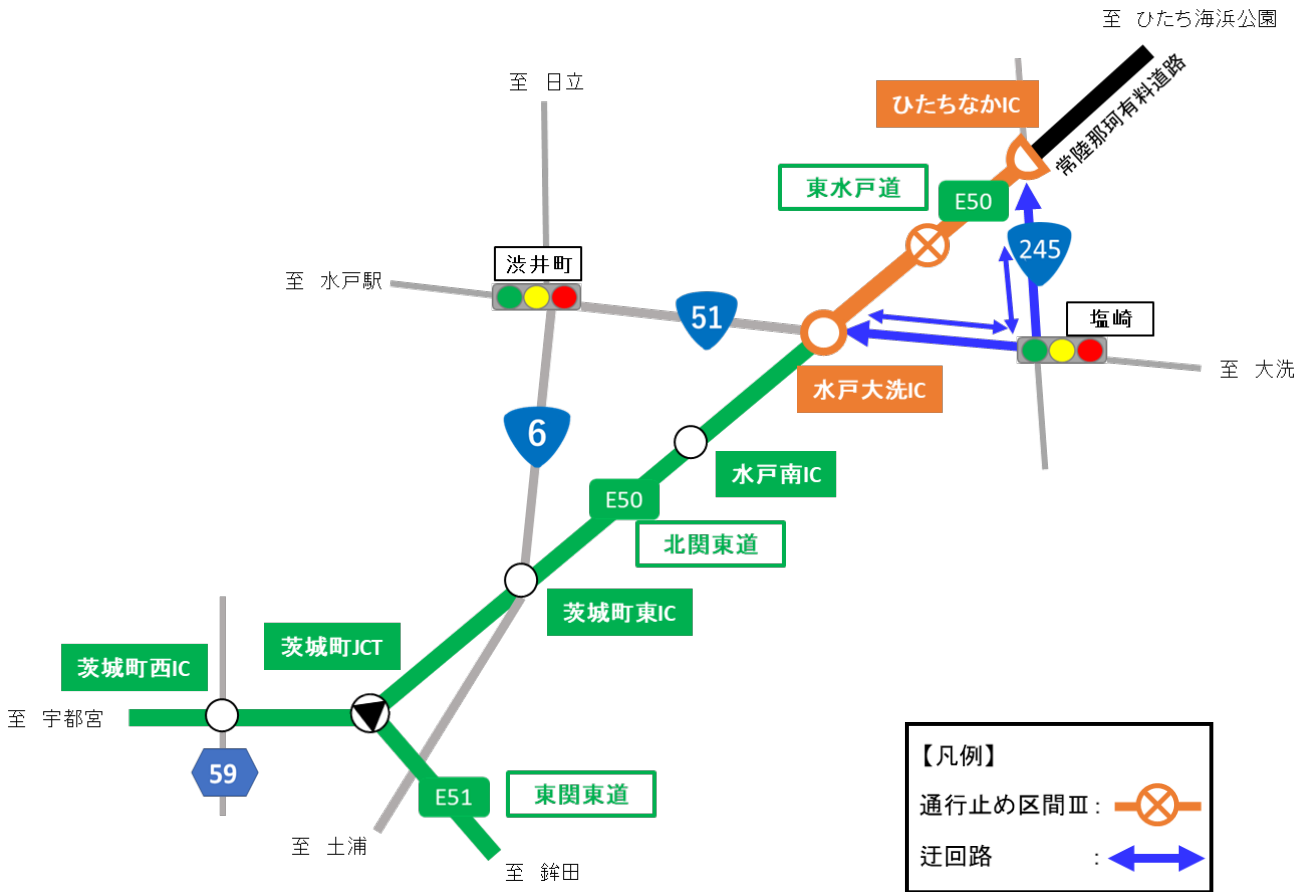 至 ひたち海浜公園
至 日立
ひたちなかIC
常陸那珂有料道路
東水戸道
E50
245
渋井町
至 水戸駅
51
塩崎
至 大洗
水戸大洗IC
6
水戸南IC
E50
北関東道
茨城町東IC
茨城町JCT
茨城町西IC
至 宇都宮
59
E51
東関東道
至 土浦
至 鉾田
【凡例】
通行止め区間Ⅲ：
迂回路 ：